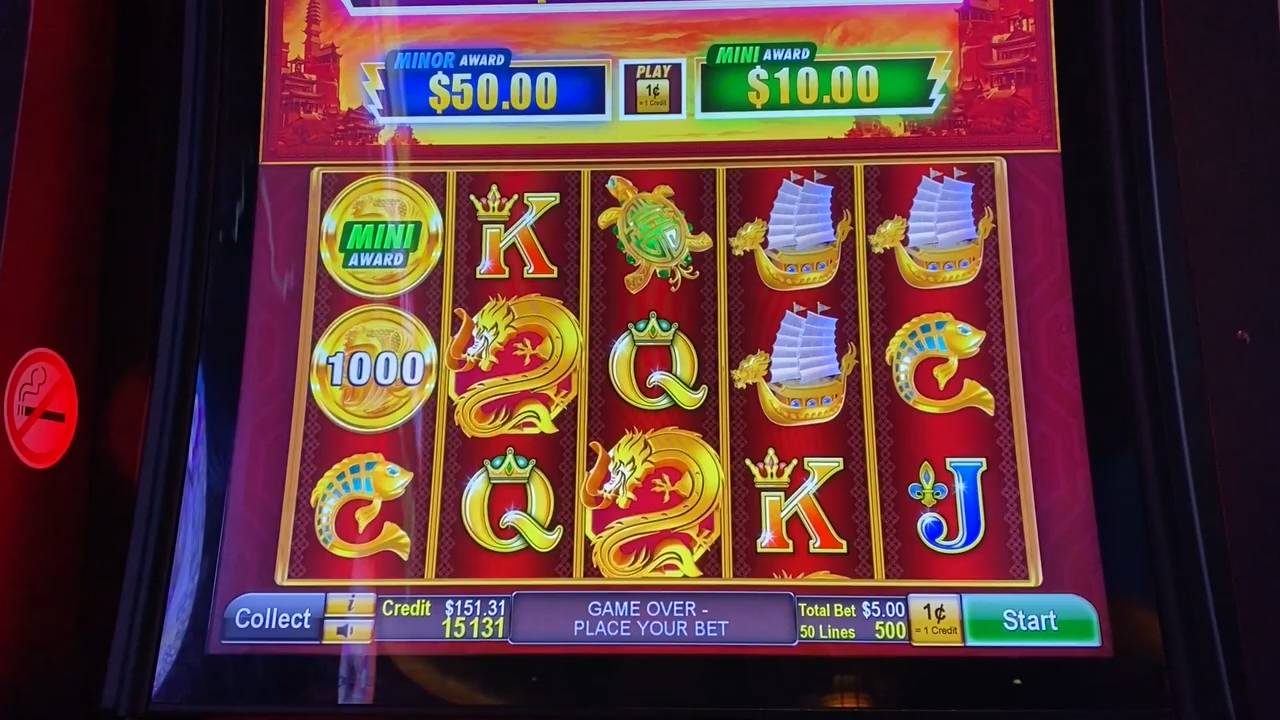 MINOR AWARD
$50.00
PLAY
1¢
= 1 Credit
MINI AWARD
$10.00
MINI
AWARD
K
1000
Q
Q
K
J
Collect
i
Credit $151.31
15131
GAME OVER -
PLACE YOUR BET
Total Bet $5.00
50 Lines 500
1¢
= 1 Credit
Start